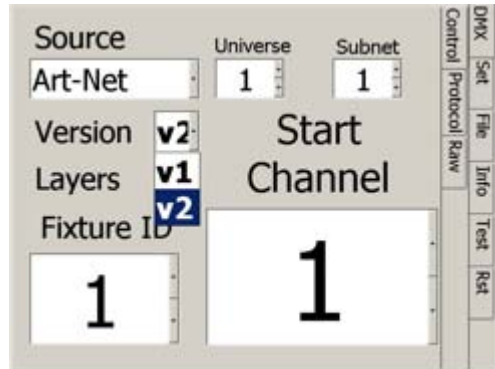 Source
Universe
Subnet
Art-Net
1
1
Version
v2
v1
v2
Start
Channel
Layers
Fixture ID
1
1
Control
Protocol
Raw
DMX
Set
File
Info
Test
Rst